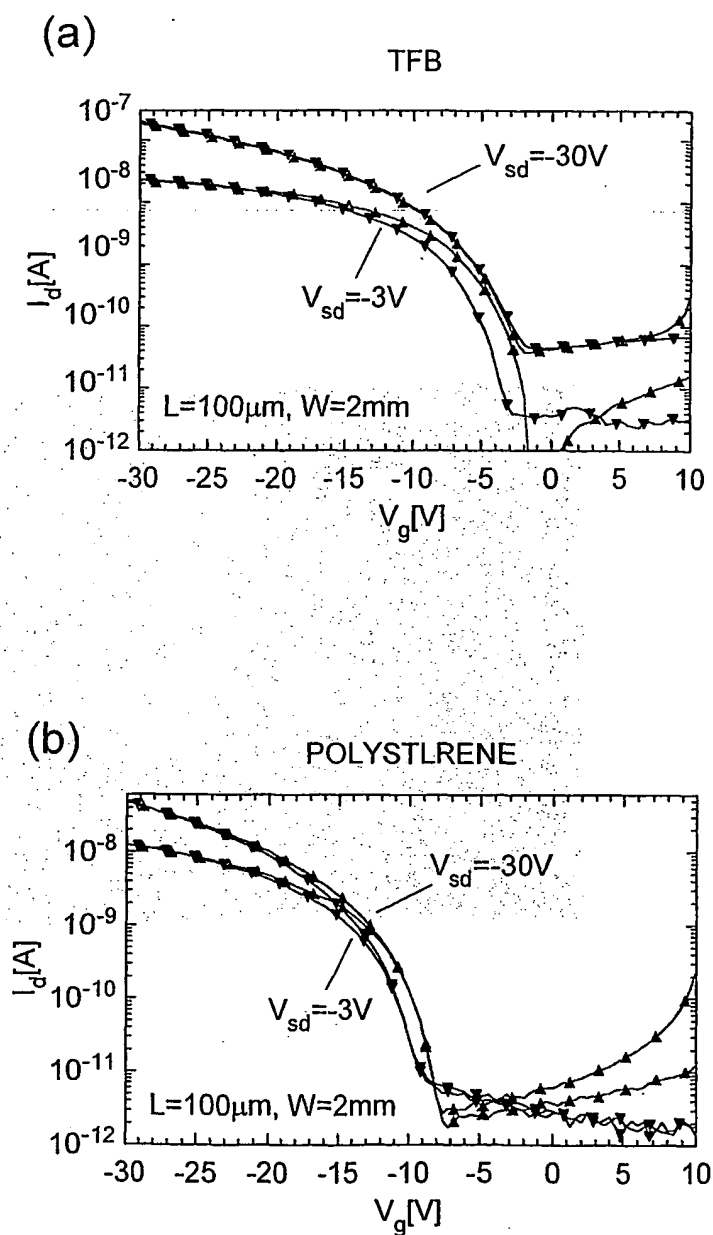 (a)
TFB
10^-7
10^-8
10^-9
10^-10
10^-11
10^-12
I_d[A]
V_sd=-30V
V_sd=-3V
L=100μm, W=2mm
-30 -25 -20 -15 -10 -5 0 5 10
V_g[V]
(b)
POLYSTLRENE
10^-8
10^-9
10^-10
10^-11
10^-12
I_d[A]
V_sd=-30V
V_sd=-3V
L=100μm, W=2mm
-30 -25 -20 -15 -10 -5 0 5 10
V_g[V]